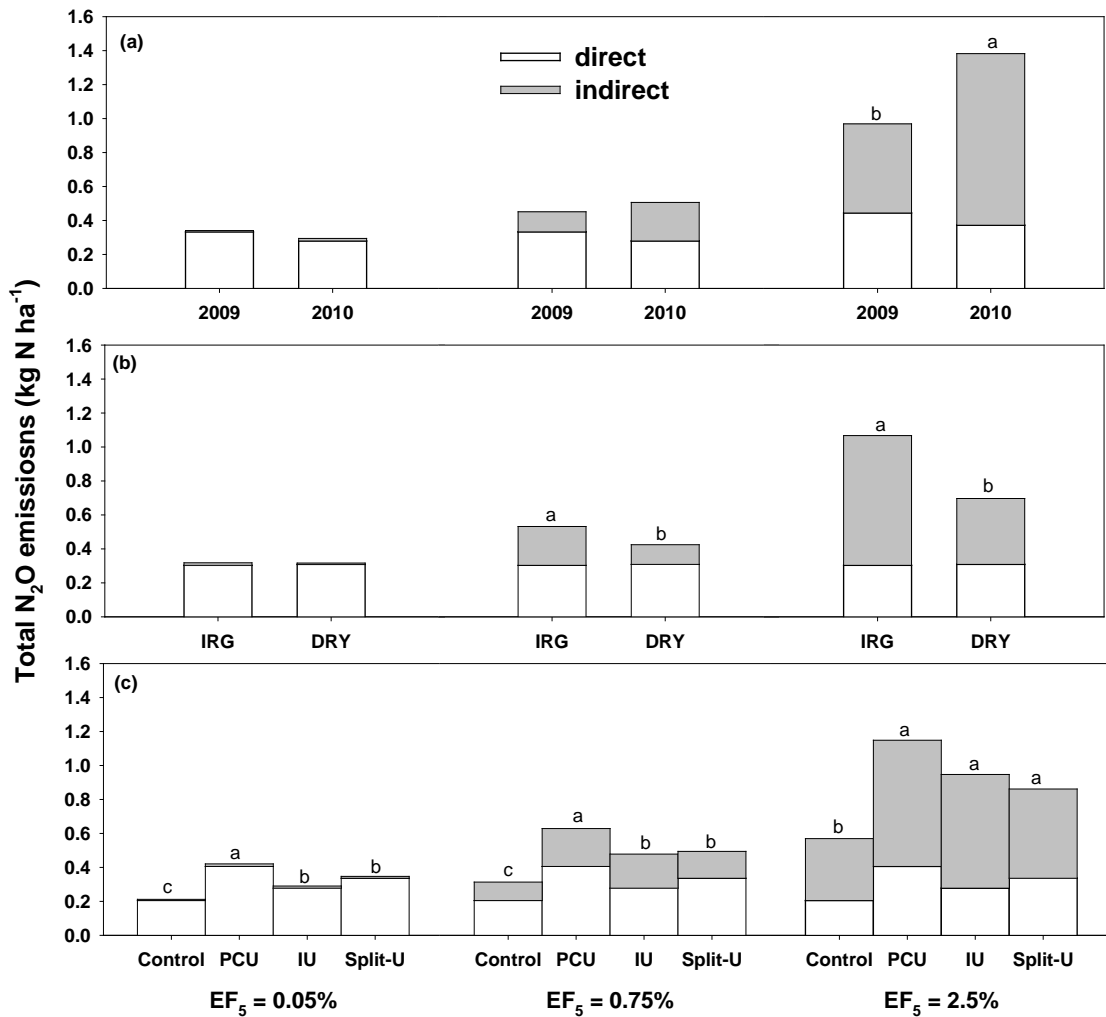 Total N₂O emissiosns (kg N ha⁻¹)
(a)
direct
indirect
1.6
1.4
1.2
1.0
0.8
0.6
0.4
0.2
0.0
b
a
2009 2010 2009 2010 2009 2010
(b)
1.6
1.4
1.2
1.0
0.8
0.6
0.4
0.2
0.0
a b a b
IRG DRY IRG DRY IRG DRY
(c)
1.6
1.4
1.2
1.0
0.8
0.6
0.4
0.2
0.0
c a b b c a b b b a a a
Control PCU IU Split-U Control PCU IU Split-U Control PCU IU Split-U
EF₅ = 0.05% EF₅ = 0.75% EF₅ = 2.5%